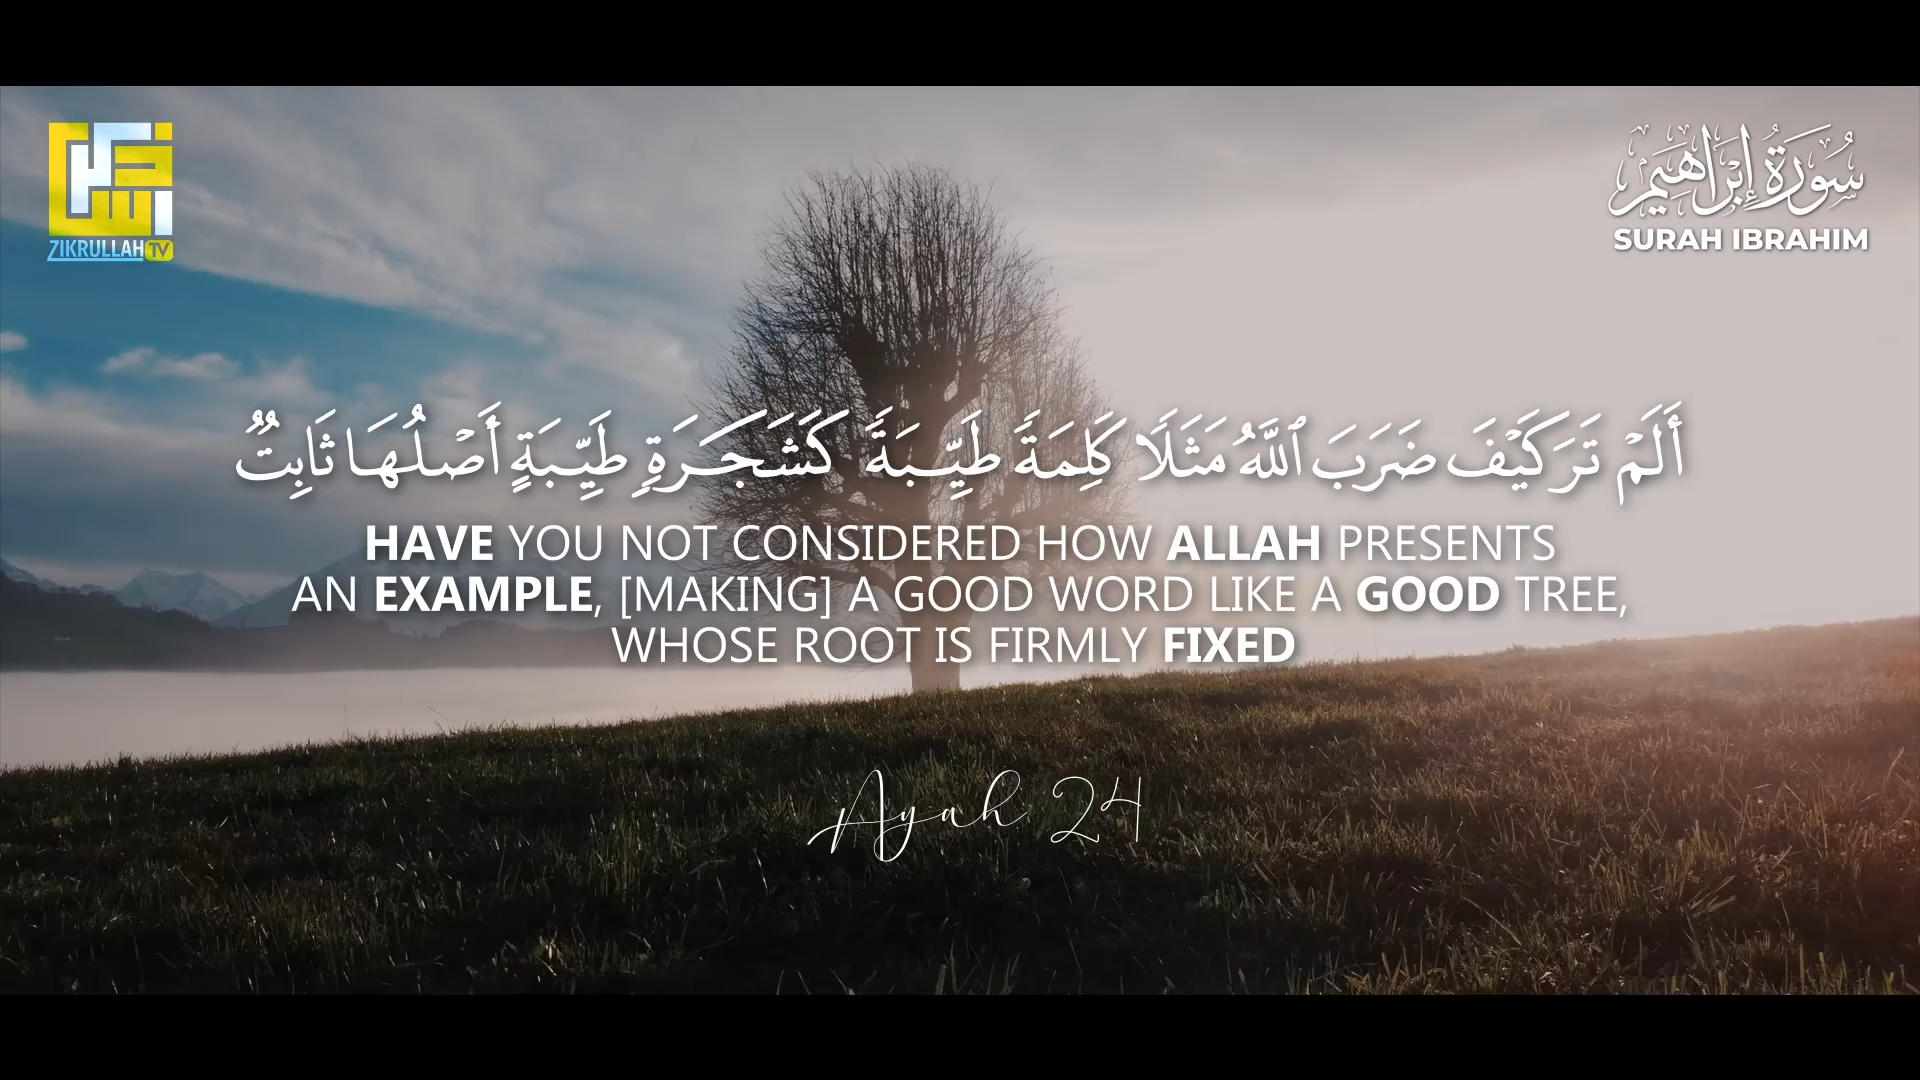 ZIKRULLAH TV
سُورَةُ إِبْرَاهِيم
SURAH IBRAHIM
أَلَمْ تَرَ كَيْفَ ضَرَبَ ٱللَّهُ مَثَلًا كَلِمَةً طَيِّبَةً كَشَجَرَةٍ طَيِّبَةٍ أَصْلُهَا ثَابِتٌ
HAVE YOU NOT CONSIDERED HOW ALLAH PRESENTS
AN EXAMPLE, [MAKING] A GOOD WORD LIKE A GOOD TREE,
WHOSE ROOT IS FIRMLY FIXED
Ayah 24